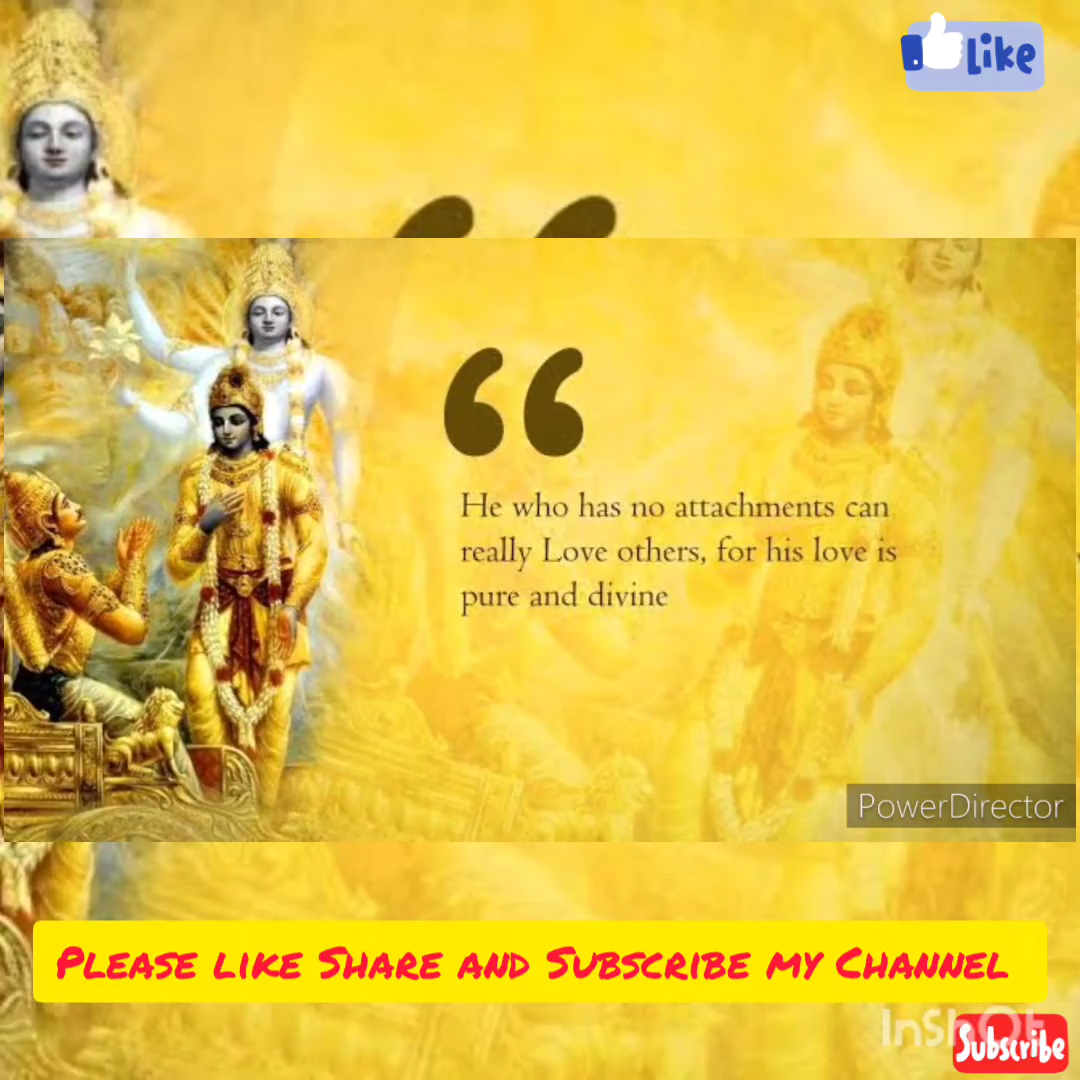 Like
He who has no attachments can
really Love others, for his love is
pure and divine
PowerDirector
Please like Share and Subscribe my Channel
InShOt
Subscribe